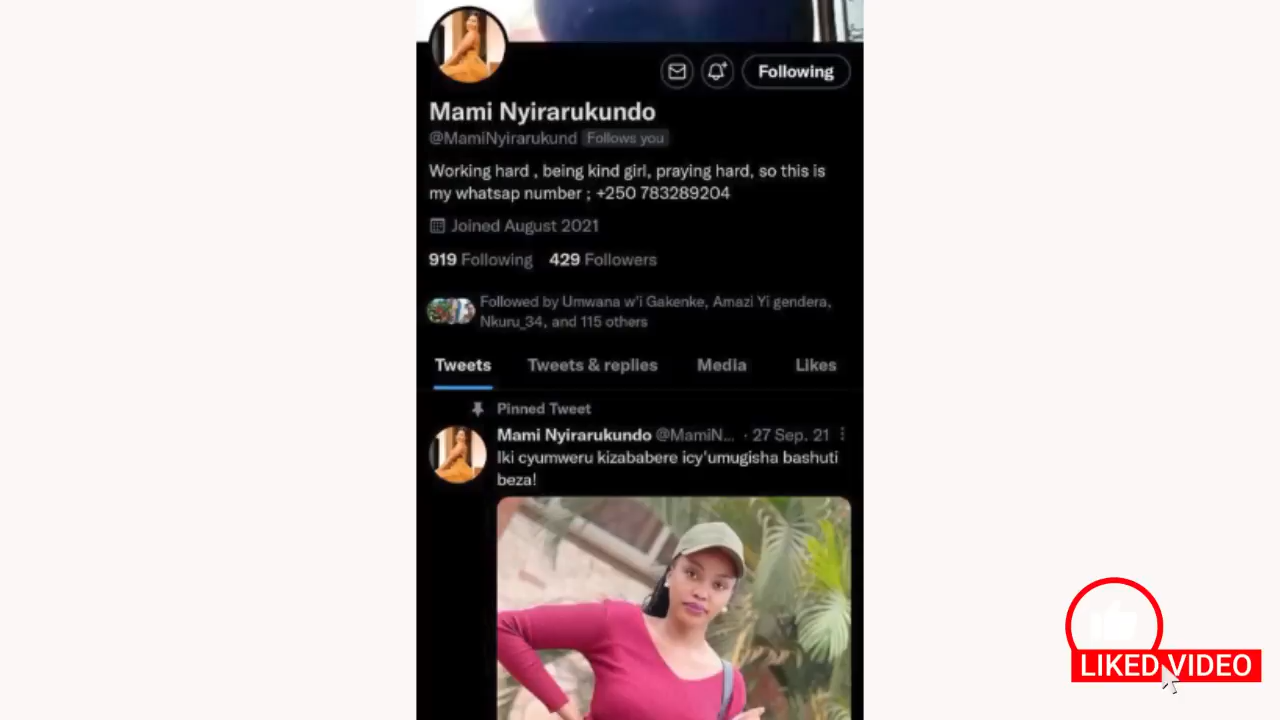 Following
Mami Nyirarukundo
@MamiNyirarukund Follows you
Working hard , being kind girl, praying hard, so this is
my whatsap number ; +250 783289204
Joined August 2021
919 Following 429 Followers
Followed by Umwana w'i Gakenke, Amazi Yi gendera,
Nkuru_34, and 115 others
Tweets Tweets & replies Media Likes
Pinned Tweet
Mami Nyirarukundo @MamiN... · 27 Sep. 21
Iki cyumweru kizababere icy'umugisha bashuti
beza!
LIKED VIDEO